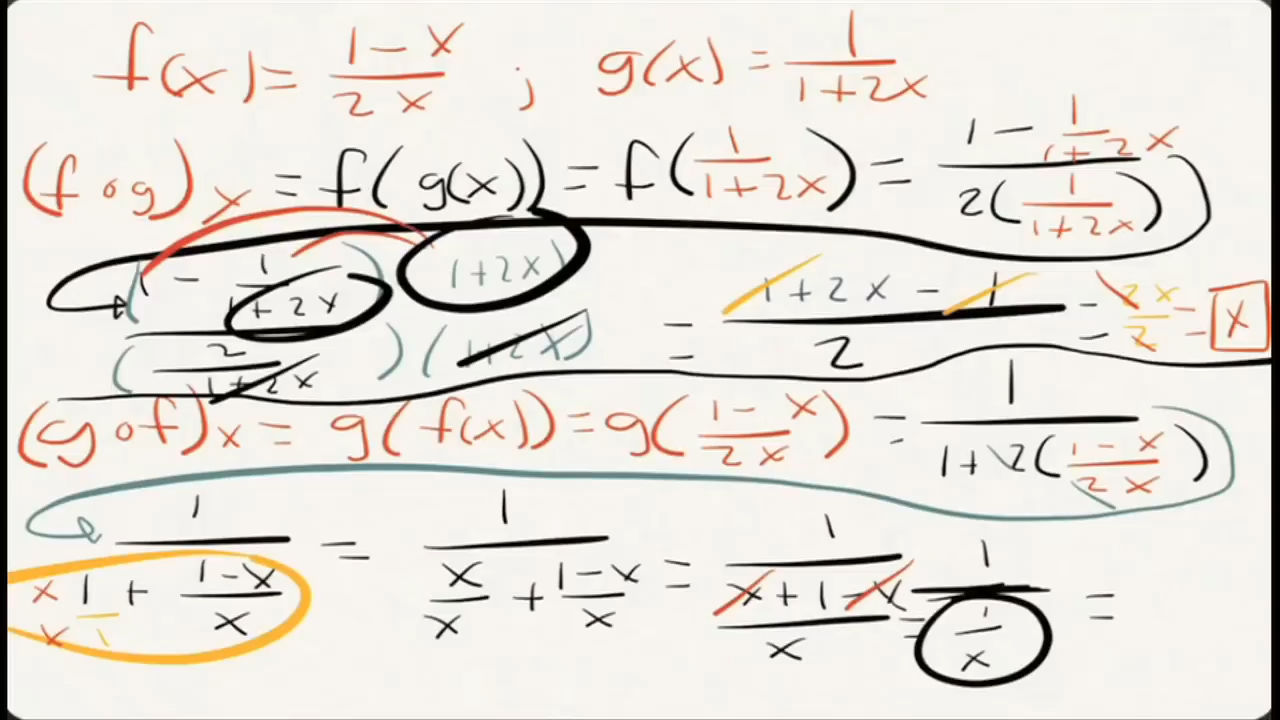 f(x) = (1-x)/(2x) ; g(x) = 1/(1+2x)
(f∘g)x = f(g(x)) = f(1/(1+2x)) = (1 - 1/(1+2x))/(2(1/(1+2x)))
((1 - 1/(1+2x))(1+2x))/((2/(1+2x))(1+2x)) = (1+2x-1)/2 = 2x/2 = x
(g∘f)x = g(f(x)) = g((1-x)/(2x)) = 1/(1+2((1-x)/(2x)))
1/((x/x)(1/1) + (1-x)/x) = 1/(x/x + (1-x)/x) = 1/((x+1-x)/x) = 1/(1/x) =